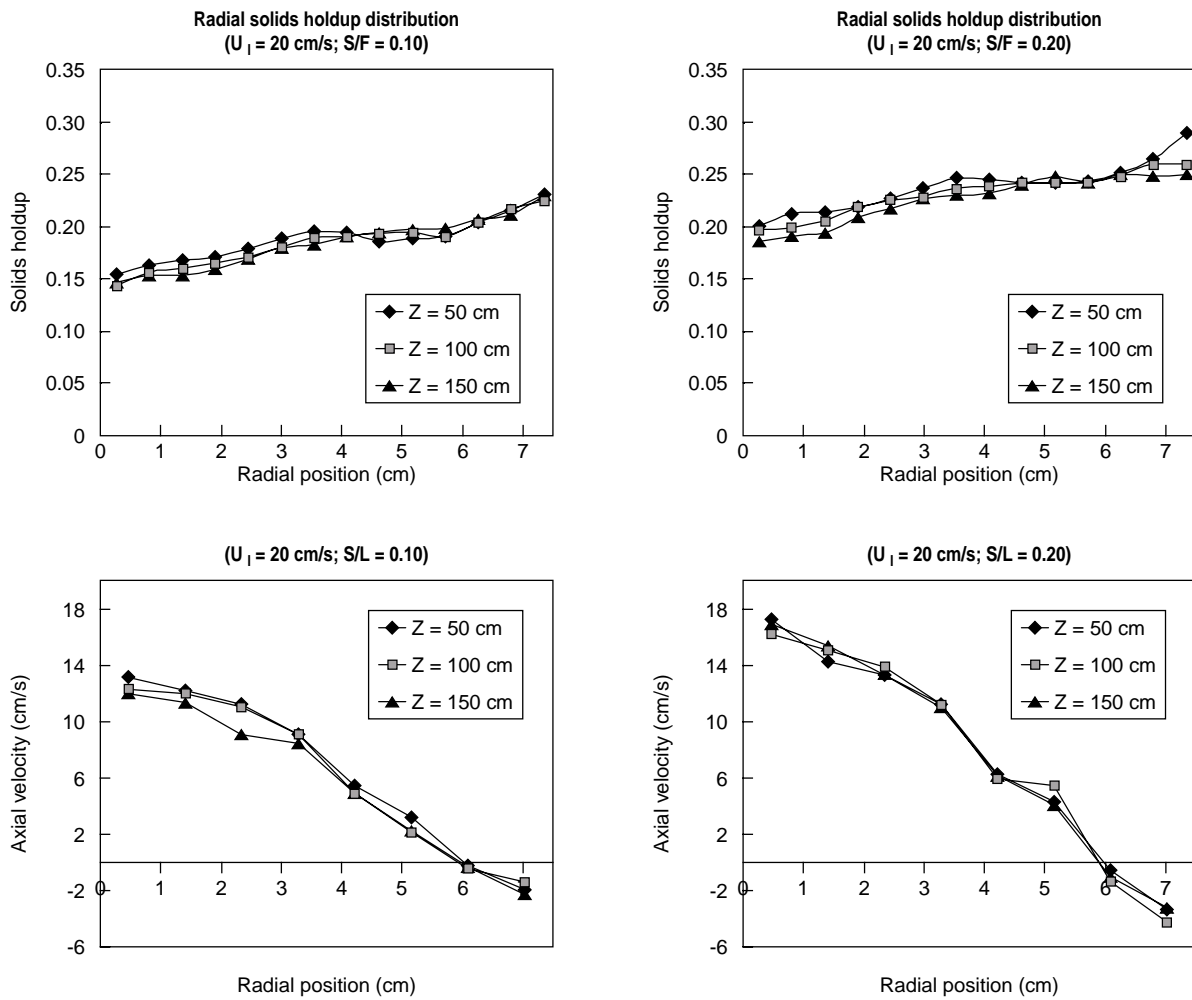 Radial solids holdup distribution
(U l = 20 cm/s; S/F = 0.10)
0.35
0.30
0.25
0.20
0.15
0.10
0.05
0
Solids holdup
Z = 50 cm
Z = 100 cm
Z = 150 cm
0 1 2 3 4 5 6 7
Radial position (cm)
Radial solids holdup distribution
(U l = 20 cm/s; S/F = 0.20)
0.35
0.30
0.25
0.20
0.15
0.10
0.05
0
Solids holdup
Z = 50 cm
Z = 100 cm
Z = 150 cm
0 1 2 3 4 5 6 7
Radial position (cm)
(U l = 20 cm/s; S/L = 0.10)
18
14
10
6
2
-2
-6
Axial velocity (cm/s)
Z = 50 cm
Z = 100 cm
Z = 150 cm
0 1 2 3 4 5 6 7
Radial position (cm)
(U l = 20 cm/s; S/L = 0.20)
18
14
10
6
2
-2
-6
Axial velocity (cm/s)
Z = 50 cm
Z = 100 cm
Z = 150 cm
0 1 2 3 4 5 6 7
Radial position (cm)